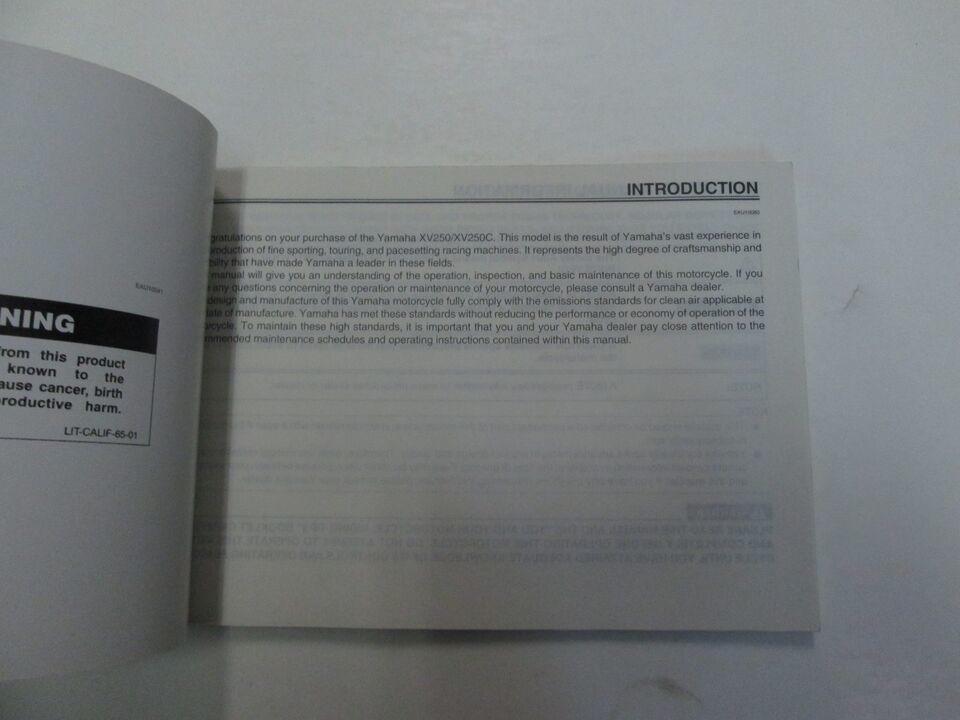 EAU10041
NING
from this product
known to the
ause cancer, birth
roductive harm.
LIT-CALIF-65-01
INTRODUCTION
gratulations on your purchase of the Yamaha XV250/XV250C. This model is the result of Yamaha's vast experience in
roduction of fine sporting, touring, and pacesetting racing machines. It represents the high degree of craftsmanship and
bility that have made Yamaha a leader in these fields.
manual will give you an understanding of the operation, inspection, and basic maintenance of this motorcycle. If you
any questions concerning the operation or maintenance of your motorcycle, please consult a Yamaha dealer.
design and manufacture of this Yamaha motorcycle fully comply with the emissions standards for clean air applicable at
ate of manufacture. Yamaha has met these standards without reducing the performance or economy of operation of the
rcycle. To maintain these high standards, it is important that you and your Yamaha dealer pay close attention to the
mmended maintenance schedules and operating instructions contained within this manual.